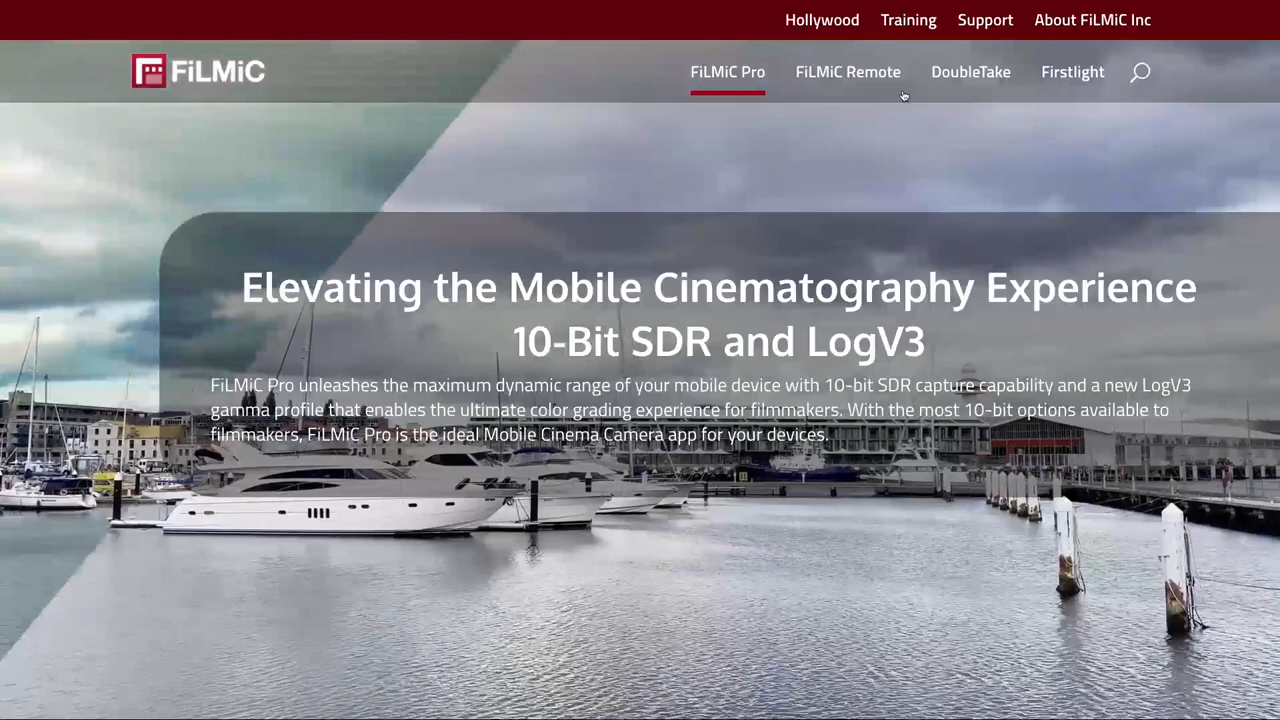 Hollywood Training Support About FiLMiC Inc
FiLMiC FiLMiC Pro FiLMiC Remote DoubleTake Firstlight
Elevating the Mobile Cinematography Experience
10-Bit SDR and LogV3
FiLMiC Pro unleashes the maximum dynamic range of your mobile device with 10-bit SDR capture capability and a new LogV3
gamma profile that enables the ultimate color grading experience for filmmakers. With the most 10-bit options available to
filmmakers, FiLMiC Pro is the ideal Mobile Cinema Camera app for your devices.